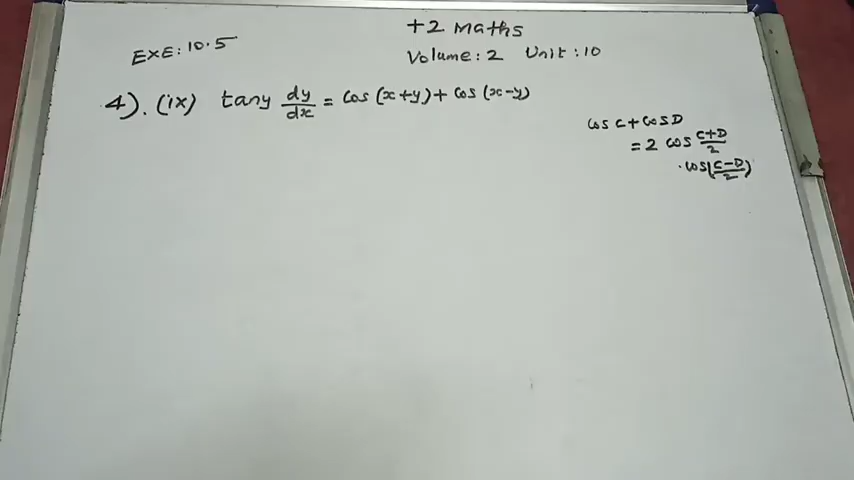 +2 Maths
EXE: 10.5
Volume: 2 Unit: 10
4). (ix) tany dy/dx = cos (x+y) + cos (x-y)
cos C + cos D
= 2 cos C+D/2
. cos(C-D/2)